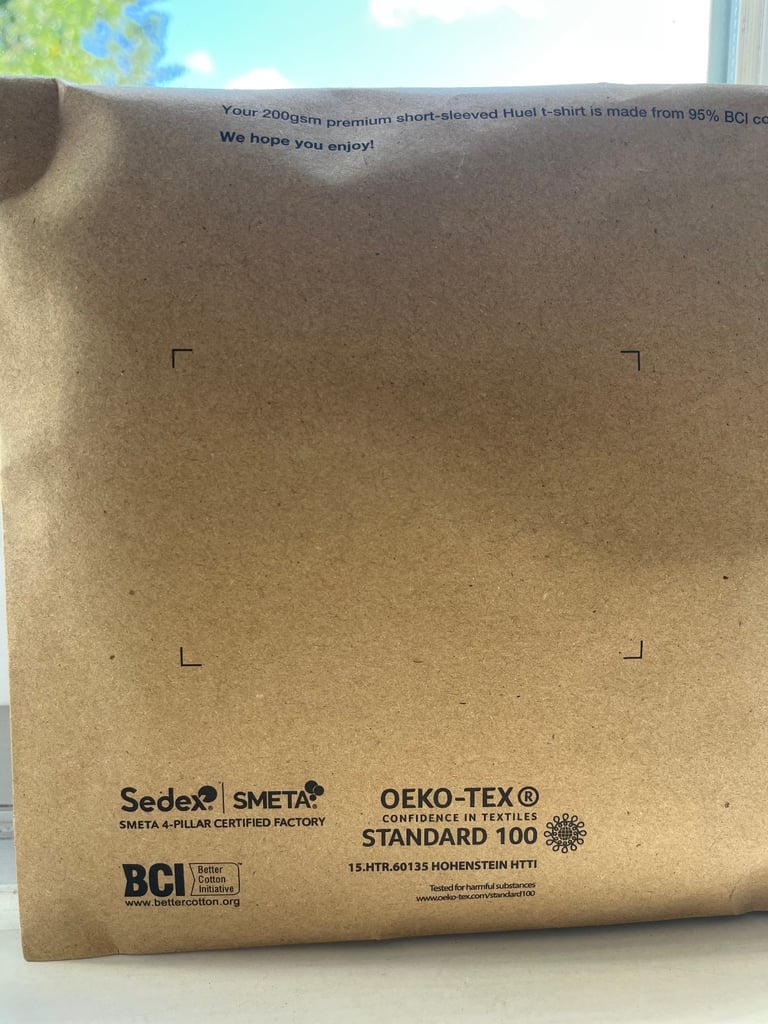 Your 200gsm premium short-sleeved Huel t-shirt is made from 95% BCI
We hope you enjoy!
Sedex® SMETA®
SMETA 4-PILLAR CERTIFIED FACTORY
OEKO-TEX®
CONFIDENCE IN TEXTILES
STANDARD 100
15.HTR.60135 HOHENSTEIN HTTI
Tested for harmful substances
www.oeko-tex.com/standard100
BCI Better
Cotton
Initiative™
www.bettercotton.org